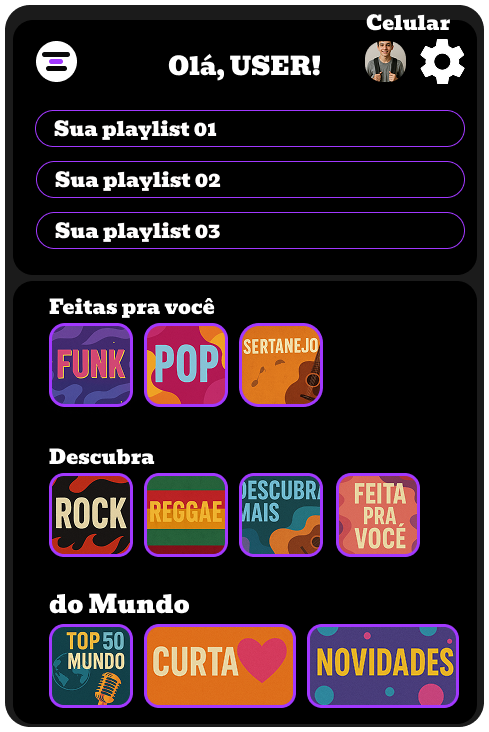 Celular
Olá, USER!
Sua playlist 01
Sua playlist 02
Sua playlist 03
Feitas pra você
FUNK
POP
SERTANEJO
Descubra
ROCK
REGGAE
DESCUBRA
MAIS
FEITA
PRA
VOCÊ
do Mundo
TOP 50
MUNDO
CURTA
NOVIDADES